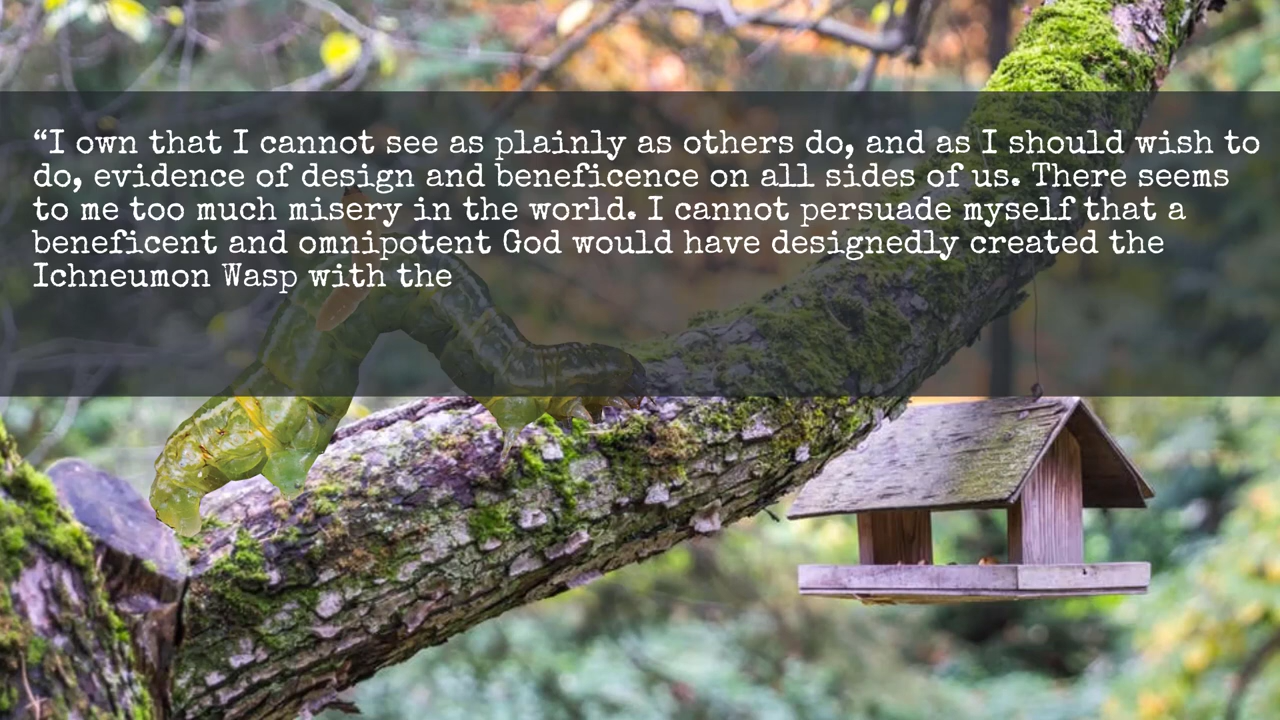 “I own that I cannot see as plainly as others do, and as I should wish to
do, evidence of design and beneficence on all sides of us. There seems
to me too much misery in the world. I cannot persuade myself that a
beneficent and omnipotent God would have designedly created the
Ichneumon Wasp with the